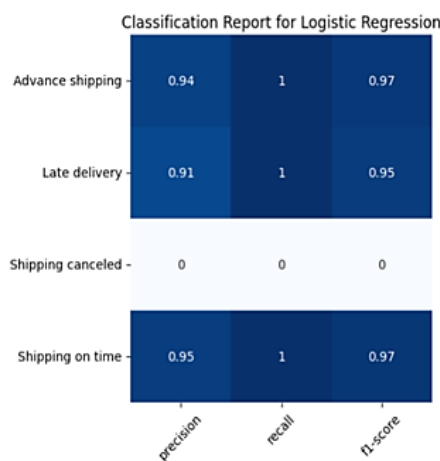 Classification Report for Logistic Regression
Advance shipping 0.94 1 0.97
Late delivery 0.91 1 0.95
Shipping canceled 0 0 0
Shipping on time 0.95 1 0.97
precision recall f1-score